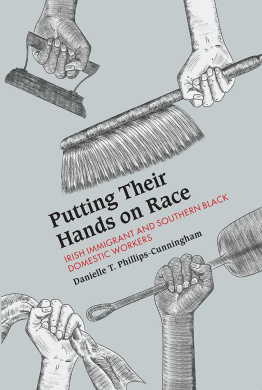 Putting Their
Hands on Race
IRISH IMMIGRANT AND SOUTHERN BLACK
DOMESTIC WORKERS
Danielle T. Phillips-Cunningham